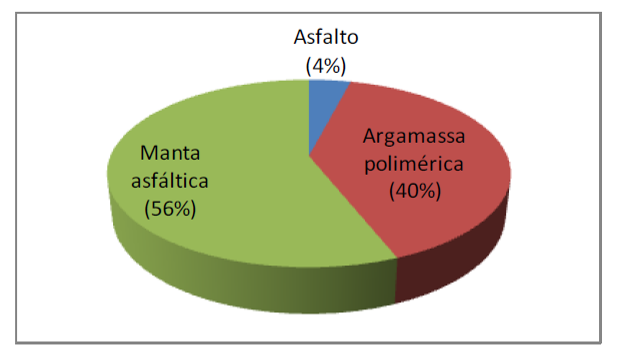 Asfalto
(4%)
Argamassa
polimérica
(40%)
Manta
asfáltica
(56%)